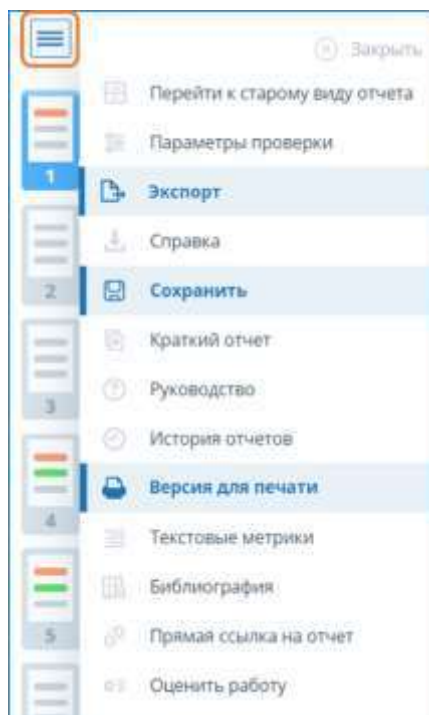 Закрыть
Перейти к старому виду отчета
Параметры проверки
1
Экспорт
Справка
2
Сохранить
Краткий отчет
3
Руководство
История отчетов
Версия для печати
4
Текстовые метрики
Библиография
5
Прямая ссылка на отчет
Оценить работу